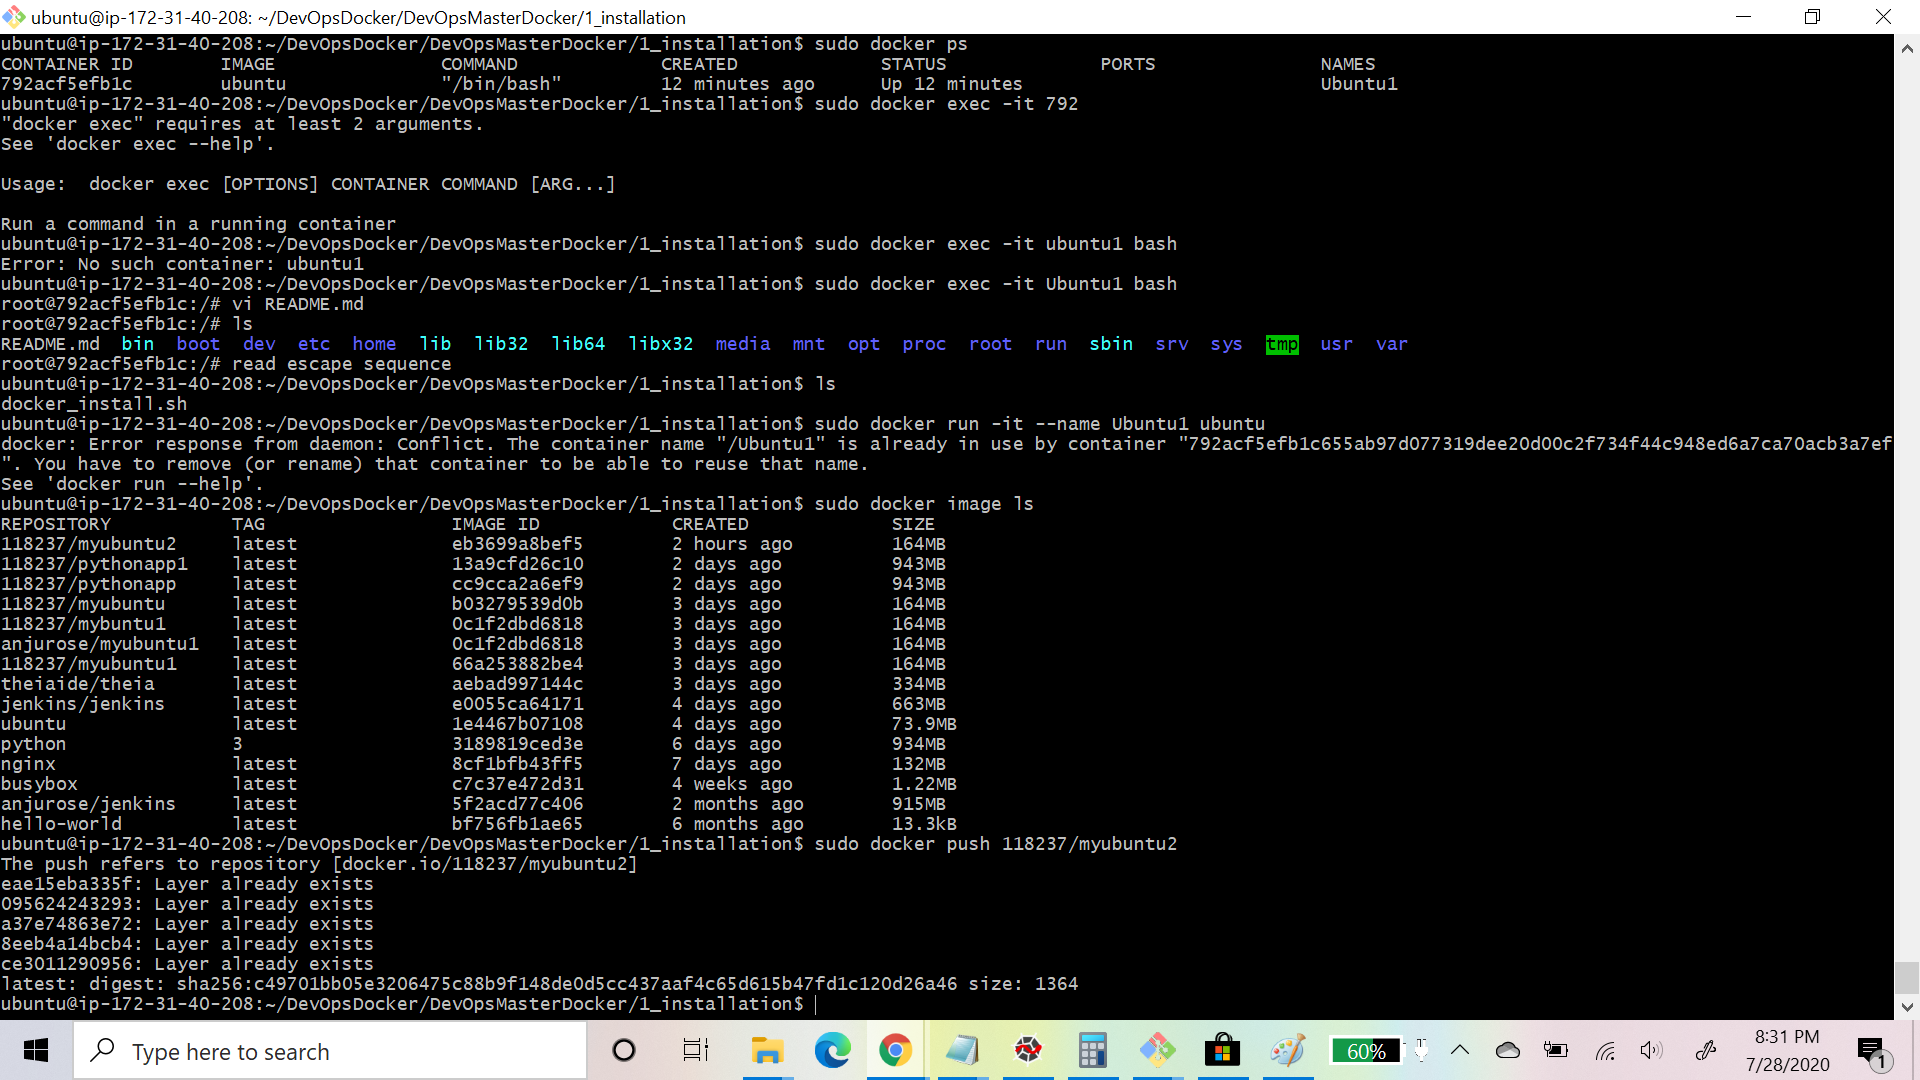 ubuntu@ip-172-31-40-208: ~/DevOpsDocker/DevOpsMasterDocker/1_installation
ubuntu@ip-172-31-40-208:~/DevOpsDocker/DevOpsMasterDocker/1_installation$ sudo docker ps
CONTAINER ID        IMAGE               COMMAND             CREATED             STATUS              PORTS               NAMES
792acf5efb1c        ubuntu              "/bin/bash"         12 minutes ago      Up 12 minutes                           Ubuntu1
ubuntu@ip-172-31-40-208:~/DevOpsDocker/DevOpsMasterDocker/1_installation$ sudo docker exec -it 792
"docker exec" requires at least 2 arguments.
See 'docker exec --help'.
Usage:  docker exec [OPTIONS] CONTAINER COMMAND [ARG...]
Run a command in a running container
ubuntu@ip-172-31-40-208:~/DevOpsDocker/DevOpsMasterDocker/1_installation$ sudo docker exec -it ubuntu1 bash
Error: No such container: ubuntu1
ubuntu@ip-172-31-40-208:~/DevOpsDocker/DevOpsMasterDocker/1_installation$ sudo docker exec -it Ubuntu1 bash
root@792acf5efb1c:/# vi README.md
root@792acf5efb1c:/# ls
README.md  bin  boot  dev  etc  home  lib  lib32  lib64  libx32  media  mnt  opt  proc  root  run  sbin  srv  sys  tmp  usr  var
root@792acf5efb1c:/# read escape sequence
ubuntu@ip-172-31-40-208:~/DevOpsDocker/DevOpsMasterDocker/1_installation$ ls
docker_install.sh
ubuntu@ip-172-31-40-208:~/DevOpsDocker/DevOpsMasterDocker/1_installation$ sudo docker run -it --name Ubuntu1 ubuntu
docker: Error response from daemon: Conflict. The container name "/Ubuntu1" is already in use by container "792acf5efb1c655ab97d077319dee20d00c2f734f44c948ed6a7ca70acb3a7ef
". You have to remove (or rename) that container to be able to reuse that name.
See 'docker run --help'.
ubuntu@ip-172-31-40-208:~/DevOpsDocker/DevOpsMasterDocker/1_installation$ sudo docker image ls
REPOSITORY           TAG                 IMAGE ID            CREATED             SIZE
118237/myubuntu2     latest              eb3699a8bef5        2 hours ago         164MB
118237/pythonapp1    latest              13a9cfd26c10        2 days ago          943MB
118237/pythonapp     latest              cc9cca2a6ef9        2 days ago          943MB
118237/myubuntu      latest              b03279539d0b        3 days ago          164MB
118237/mybuntu1      latest              0c1f2dbd6818        3 days ago          164MB
anjurose/myubuntu1   latest              0c1f2dbd6818        3 days ago          164MB
118237/myubuntu1     latest              66a253882be4        3 days ago          164MB
theiaide/theia       latest              aebad997144c        3 days ago          334MB
jenkins/jenkins      latest              e0055ca64171        4 days ago          663MB
ubuntu               latest              1e4467b07108        4 days ago          73.9MB
python               3                   3189819ced3e        6 days ago          934MB
nginx                latest              8cf1bfb43ff5        7 days ago          132MB
busybox              latest              c7c37e472d31        4 weeks ago         1.22MB
anjurose/jenkins     latest              5f2acd77c406        2 months ago        915MB
hello-world          latest              bf756fb1ae65        6 months ago        13.3kB
ubuntu@ip-172-31-40-208:~/DevOpsDocker/DevOpsMasterDocker/1_installation$ sudo docker push 118237/myubuntu2
The push refers to repository [docker.io/118237/myubuntu2]
eae15eba335f: Layer already exists
095624243293: Layer already exists
a37e74863e72: Layer already exists
8eeb4a14bcb4: Layer already exists
ce3011290956: Layer already exists
latest: digest: sha256:c49701bb05e3206475c88b9f148de0d5cc437aaf4c65d615b47fd1c120d26a46 size: 1364
ubuntu@ip-172-31-40-208:~/DevOpsDocker/DevOpsMasterDocker/1_installation$
Type here to search
60%
8:31 PM
7/28/2020
1